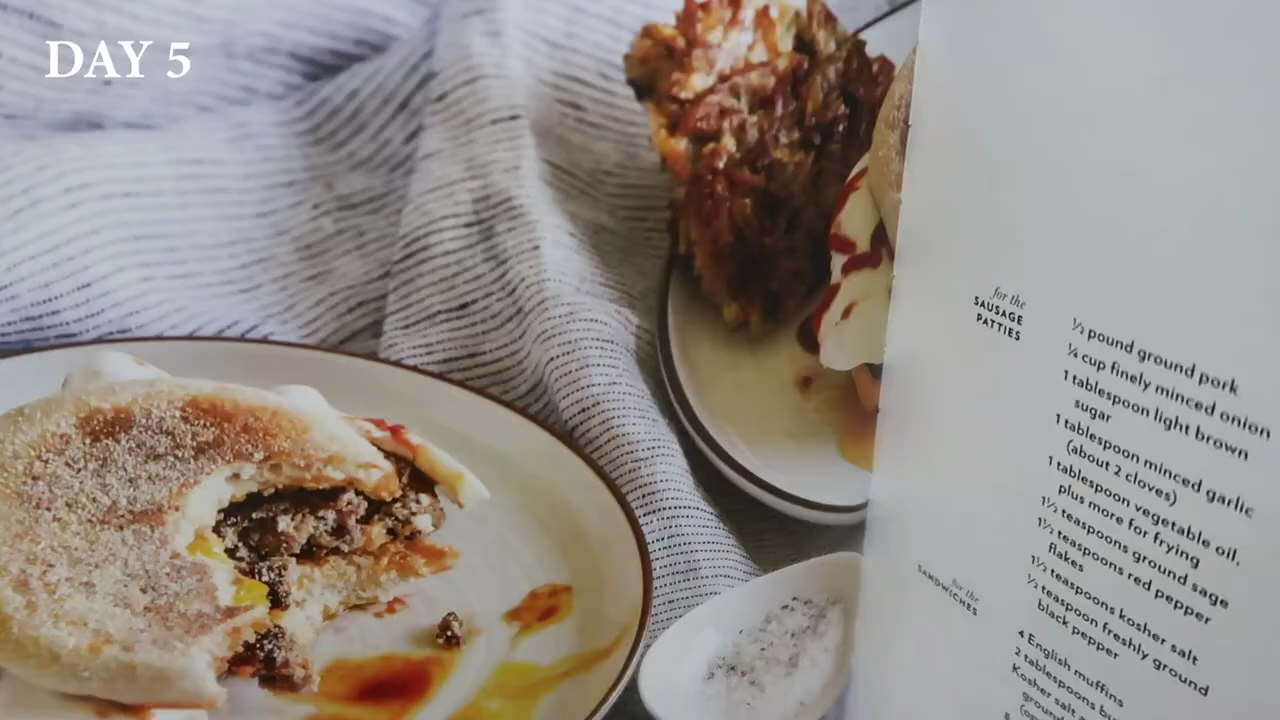 DAY 5
for the
SAUSAGE
PATTIES
⅓ pound ground pork
¼ cup finely minced onion
1 tablespoon light brown
sugar
1 tablespoon minced garlic
(about 2 cloves)
1 tablespoon vegetable oil,
plus more for frying
1½ teaspoons ground sage
1½ teaspoons red pepper
flakes
1½ teaspoons kosher salt
½ teaspoon freshly ground
black pepper
for the
SANDWICHES
4 English muffins
2 tablespoons
Kosher salt